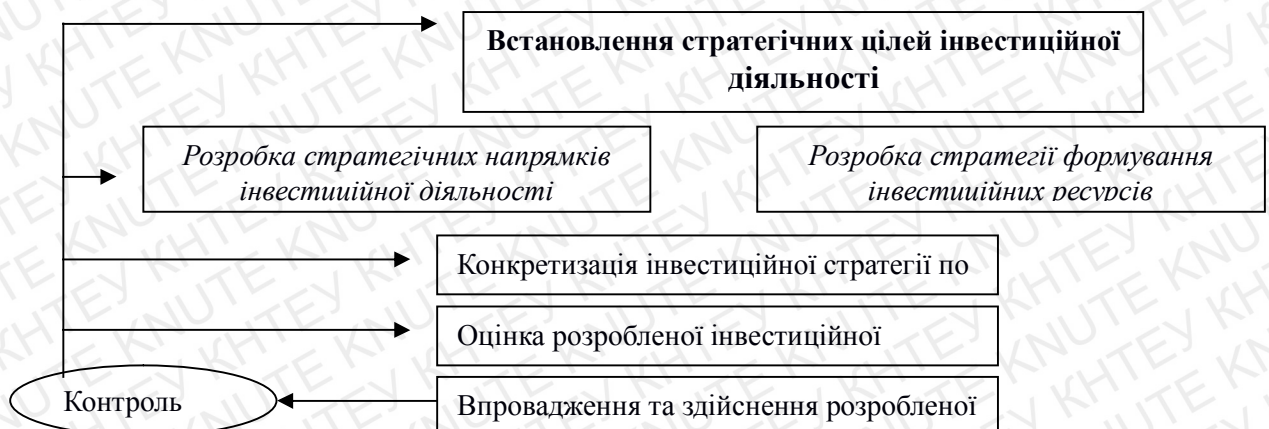 Встановлення стратегічних цілей інвестиційної
діяльності
Розробка стратегічних напрямків
інвестиційної діяльності
Розробка стратегії формування
інвестиційних ресурсів
Конкретизація інвестиційної стратегії по
Оцінка розробленої інвестиційної
Контроль
Впровадження та здійснення розробленої